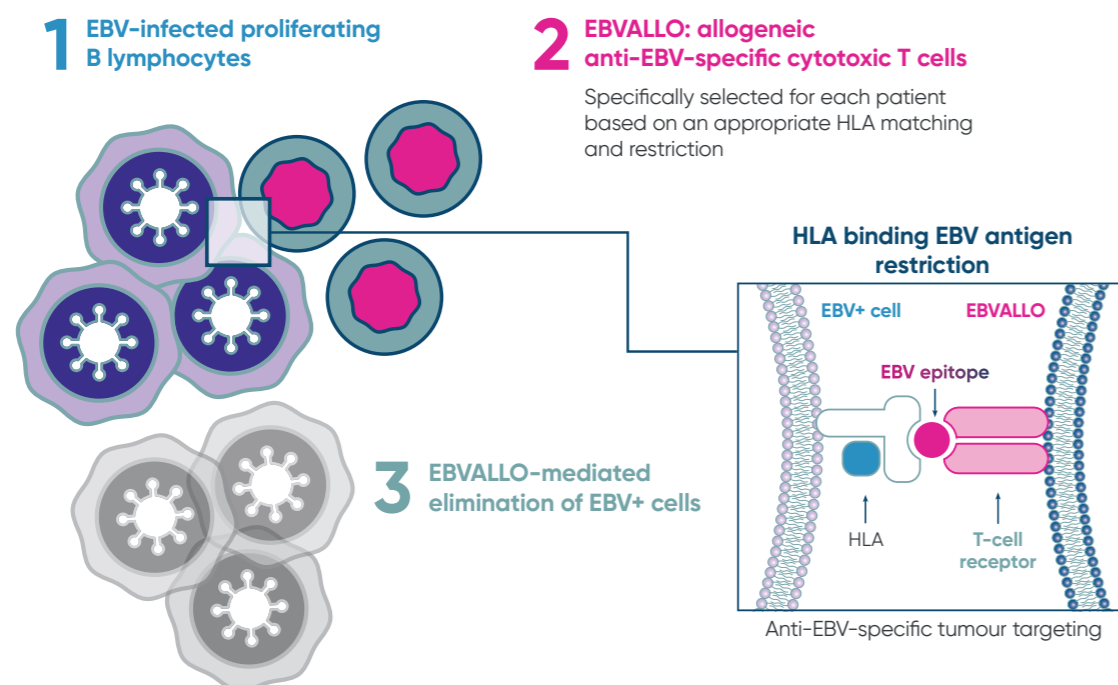 1 EBV-infected proliferating
B lymphocytes
2 EBVALLO: allogeneic
anti-EBV-specific cytotoxic T cells
Specifically selected for each patient
based on an appropriate HLA matching
and restriction
HLA binding EBV antigen
restriction
EBV+ cell
EBVALLO
EBV epitope
HLA
T-cell
receptor
Anti-EBV-specific tumour targeting
3 EBVALLO-mediated
elimination of EBV+ cells